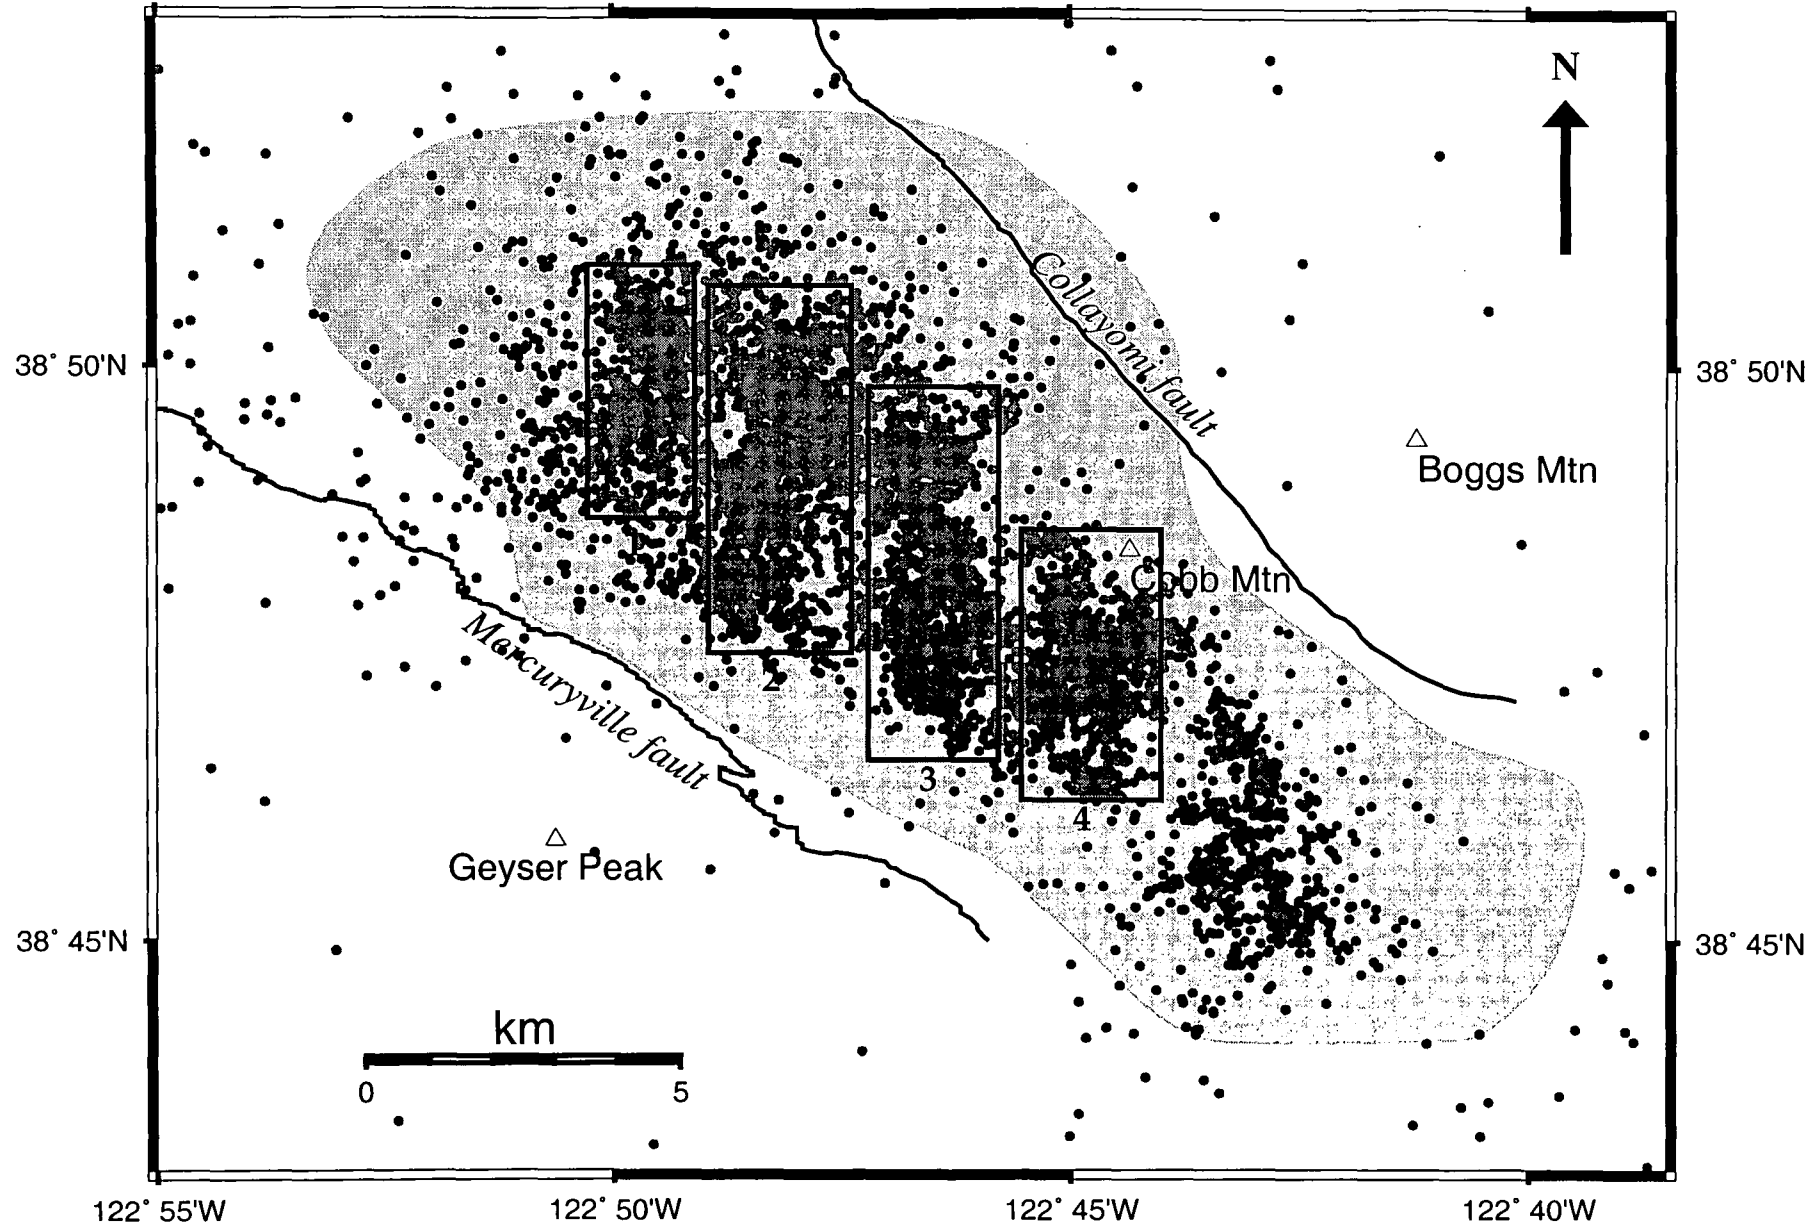 N
Collayomi fault
38° 50'N
38° 50'N
Boggs Mtn
1
Cobb Mtn
Mercuryville fault
2
3
4
Geyser Peak
38° 45'N
38° 45'N
km
0
5
122° 55'W
122° 50'W
122° 45'W
122° 40'W